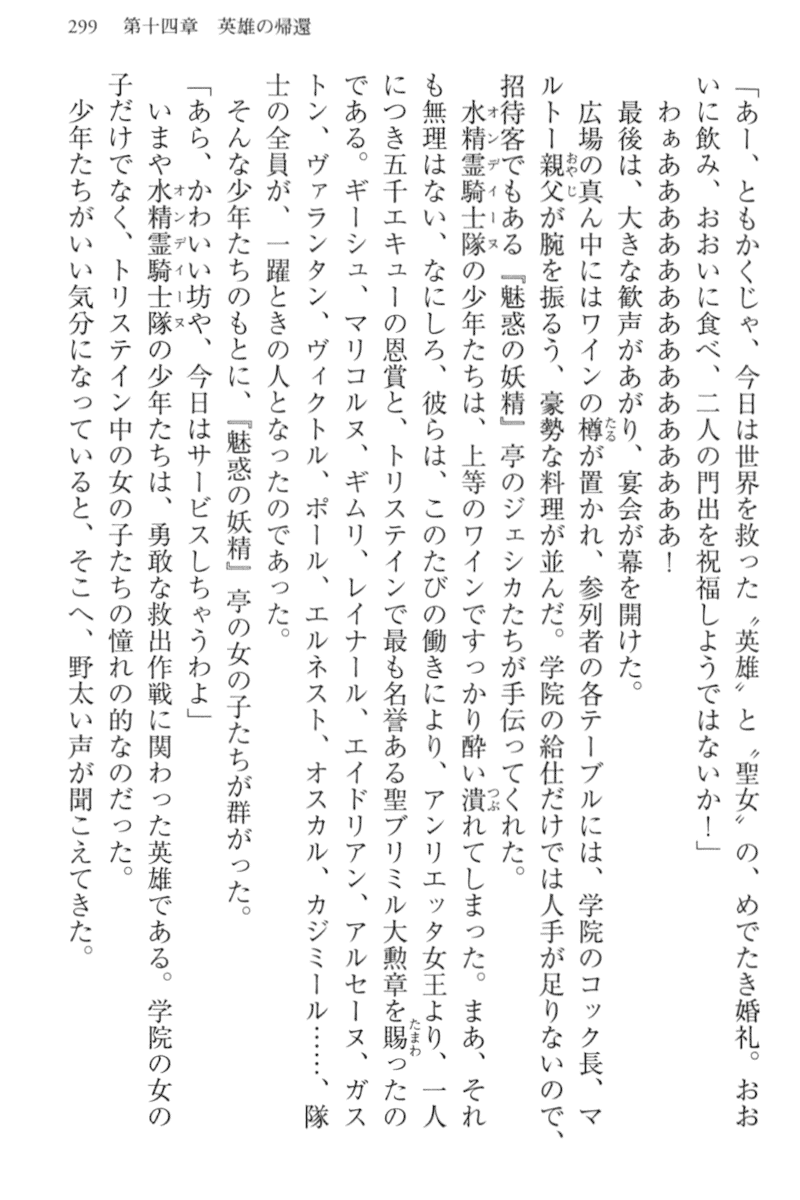 299　第十四章　英雄の帰還
「あー、ともかくじゃ、今日は世界を救った〝英雄〟と〝聖女〟の、めでたき婚礼。おお
いに飲み、おおいに食べ、二人の門出を祝福しようではないか！」
わぁあああああああああああああああ！
最後は、大きな歓声があがり、宴会が幕を開けた。
広場の真ん中にはワインの樽が置かれ、参列者の各テーブルには、学院のコック長、マ
ルトー親父が腕を振るう、豪勢な料理が並んだ。学院の給仕だけでは人手が足りないので、
招待客でもある『魅惑の妖精』亭のジェシカたちが手伝ってくれた。
水精霊騎士隊の少年たちは、上等のワインですっかり酔い潰れてしまった。まあ、それ
も無理はない、なにしろ、彼らは、このたびの働きにより、アンリエッタ女王より、一人
につき五千エキューの恩賞と、トリステインで最も名誉ある聖ブリミル大勲章を賜ったの
である。ギーシュ、マリコルヌ、ギムリ、レイナール、エイドリアン、アルセーヌ、ガス
トン、ヴァランタン、ヴィクトル、ポール、エルネスト、オスカル、カジミール……、隊
士の全員が、一躍ときの人となったのであった。
そんな少年たちのもとに、『魅惑の妖精』亭の女の子たちが群がった。
「あら、かわいい坊や、今日はサービスしちゃうわよ」
いまや水精霊騎士隊の少年たちは、勇敢な救出作戦に関わった英雄である。学院の女の
子だけでなく、トリステイン中の女の子たちの憧れの的なのだった。
少年たちがいい気分になっていると、そこへ、野太い声が聞こえてきた。